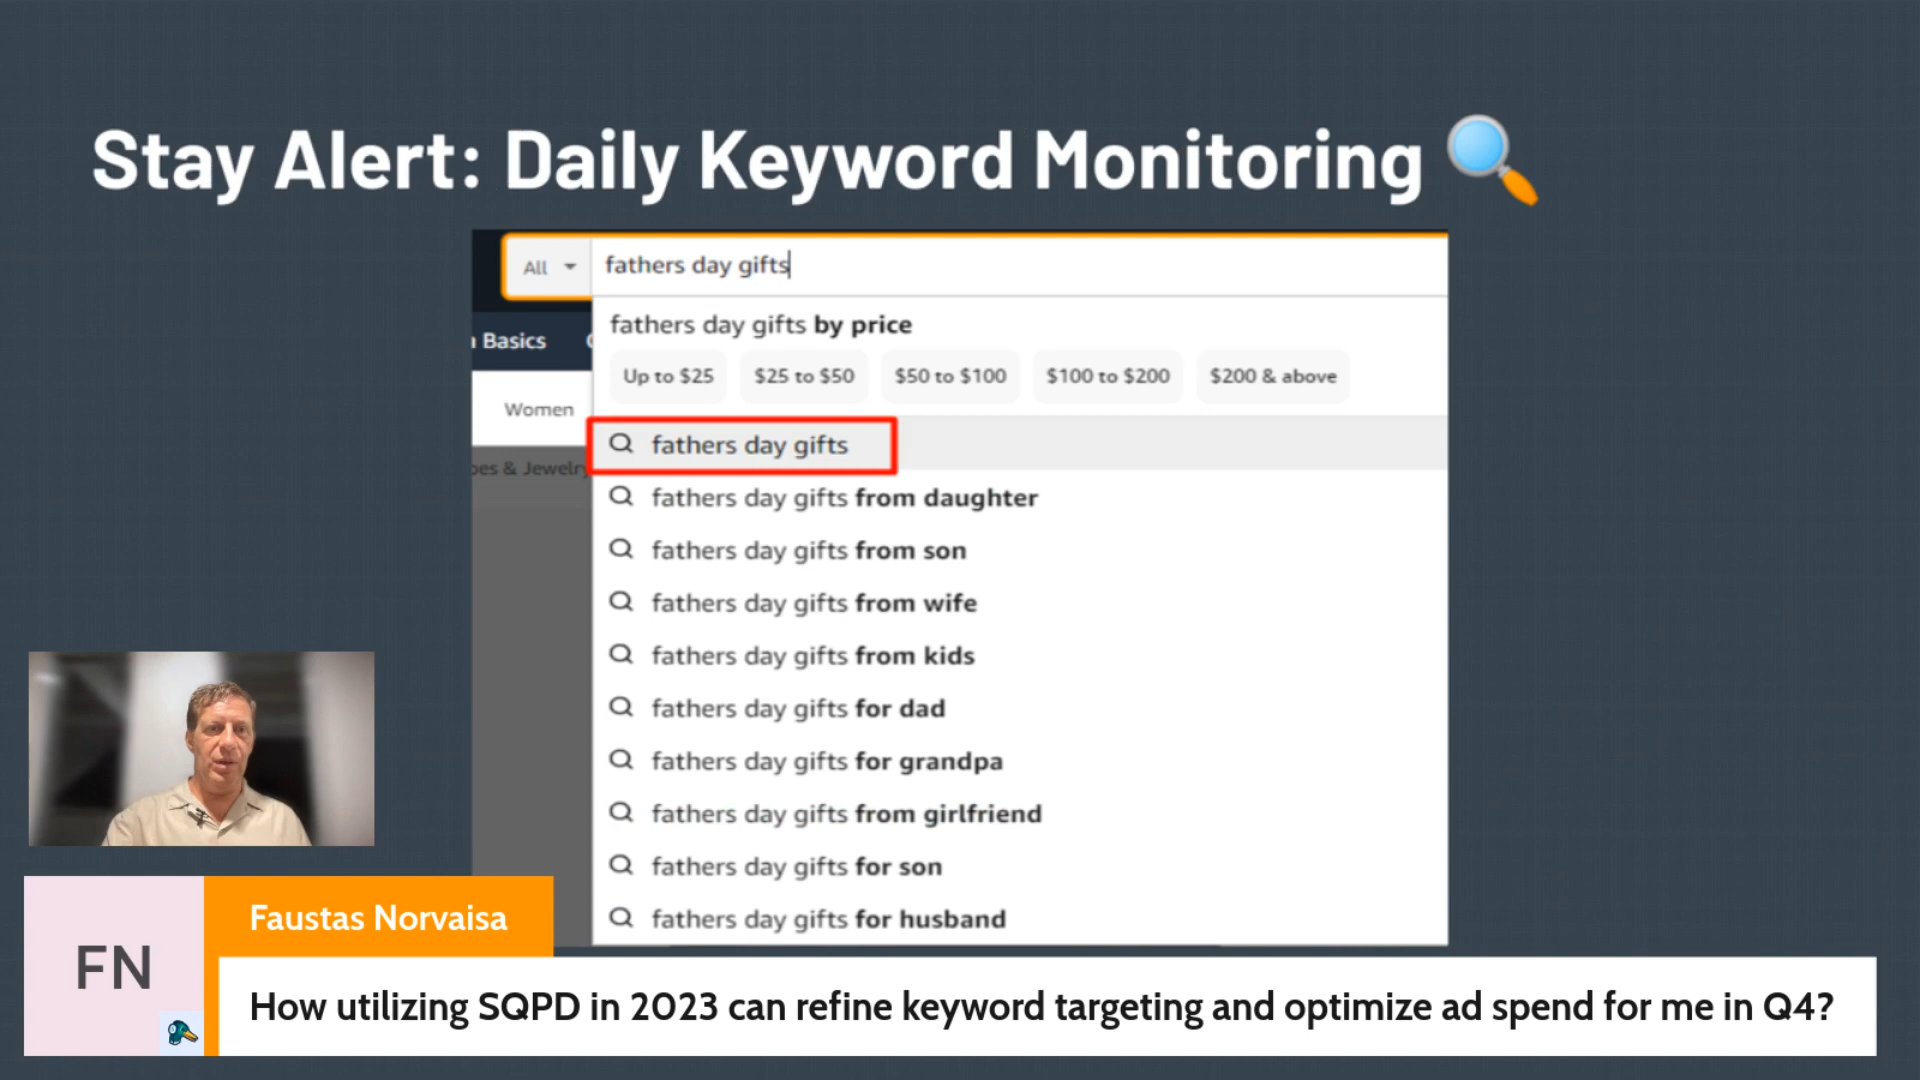 Stay Alert: Daily Keyword Monitoring
All
fathers day gifts
fathers day gifts by price
Basics
Up to $25
$25 to $50
$50 to $100
$100 to $200
$200 & above
Women
fathers day gifts
& Jewelry
fathers day gifts from daughter
fathers day gifts from son
fathers day gifts from wife
fathers day gifts from kids
fathers day gifts for dad
fathers day gifts for grandpa
fathers day gifts from girlfriend
fathers day gifts for son
fathers day gifts for husband
FN
Faustas Norvaisa
How utilizing SQPD in 2023 can refine keyword targeting and optimize ad spend for me in Q4?